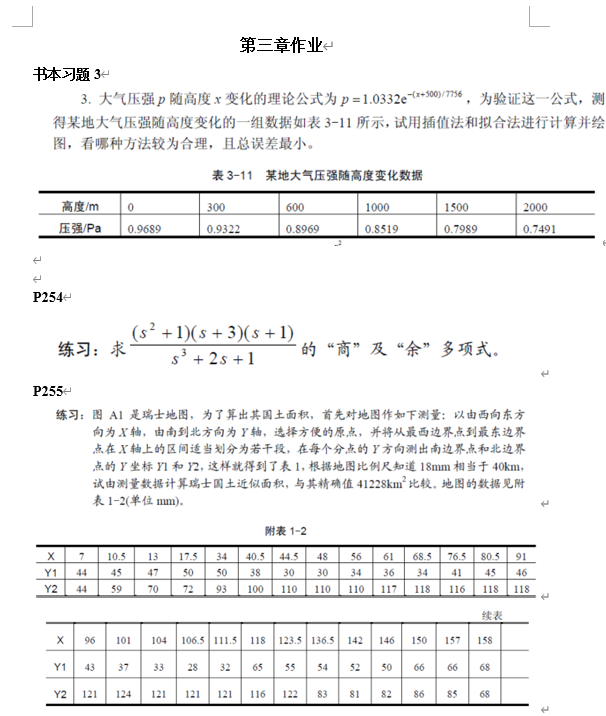 第三章作业
书本习题 3
3. 大气压强 p 随高度 x 变化的理论公式为 p = 1.0332e^{-(x+500)/7756}，为验证这一公式，测
得某地大气压强随高度变化的一组数据如表 3-11 所示，试用插值法和拟合法进行计算并绘
图，看哪种方法较为合理，且总误差最小。
表 3-11 某地大气压强随高度变化数据
高度/m 0 300 600 1000 1500 2000
压强/Pa 0.9689 0.9322 0.8969 0.8519 0.7989 0.7491
P254
练习：求 \frac{(s^2+1)(s+3)(s+1)}{s^3+2s+1} 的“商”及“余”多项式。
P255
练习：图 A1 是瑞士地图，为了算出其国土面积，首先对地图作如下测量：以由西向东方
向为 X 轴，由南到北方向为 Y 轴，选择方便的原点，并将从最西边界点到最东边界
点在 X 轴上的区间适当划分为若干段，在每个分点的 Y 方向测出南边界点和北边界
点的 Y 坐标 Y1 和 Y2，这样就得到了表 1，根据地图比例尺知道 18mm 相当于 40km，
试由测量数据计算瑞士国土近似面积，与其精确值 41228km² 比较。地图的数据见附
表 1-2(单位 mm)。
附表 1-2
X 7 10.5 13 17.5 34 40.5 44.5 48 56 61 68.5 76.5 80.5 91
Y1 44 45 47 50 50 38 30 30 34 36 34 41 45 46
Y2 44 59 70 72 93 100 110 110 110 117 118 116 118 118
续表
X 96 101 104 106.5 111.5 118 123.5 136.5 142 146 150 157 158
Y1 43 37 33 28 32 65 55 54 52 50 66 66 68
Y2 121 124 121 121 121 116 122 83 81 82 86 85 68